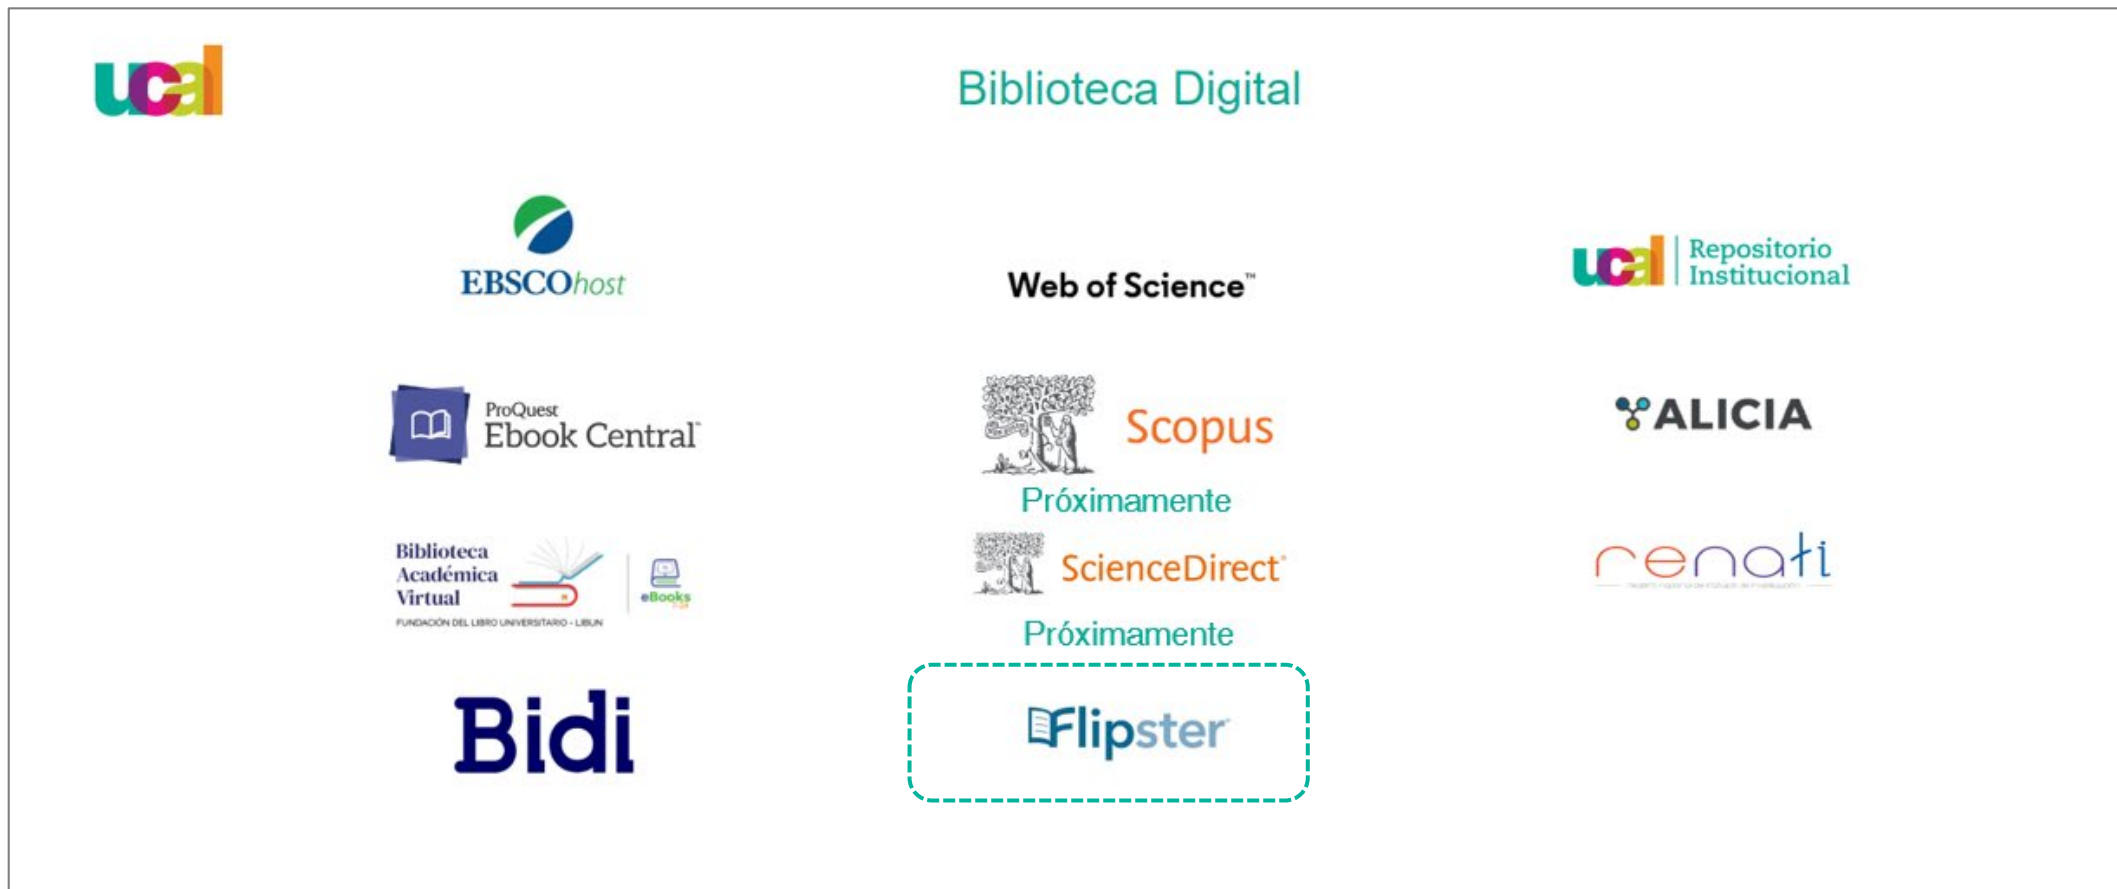 ucal
Biblioteca Digital
EBSCOhost
Web of Science™
ucal
Repositorio
Institucional
ProQuest
Ebook Central
Scopus
ALICIA
Próximamente
Biblioteca
Académica
Virtual
eBooks
FUNDACIÓN DEL LIBRO UNIVERSITARIO - LIBUN
ScienceDirect
renati
Próximamente
Bidi
Flipster